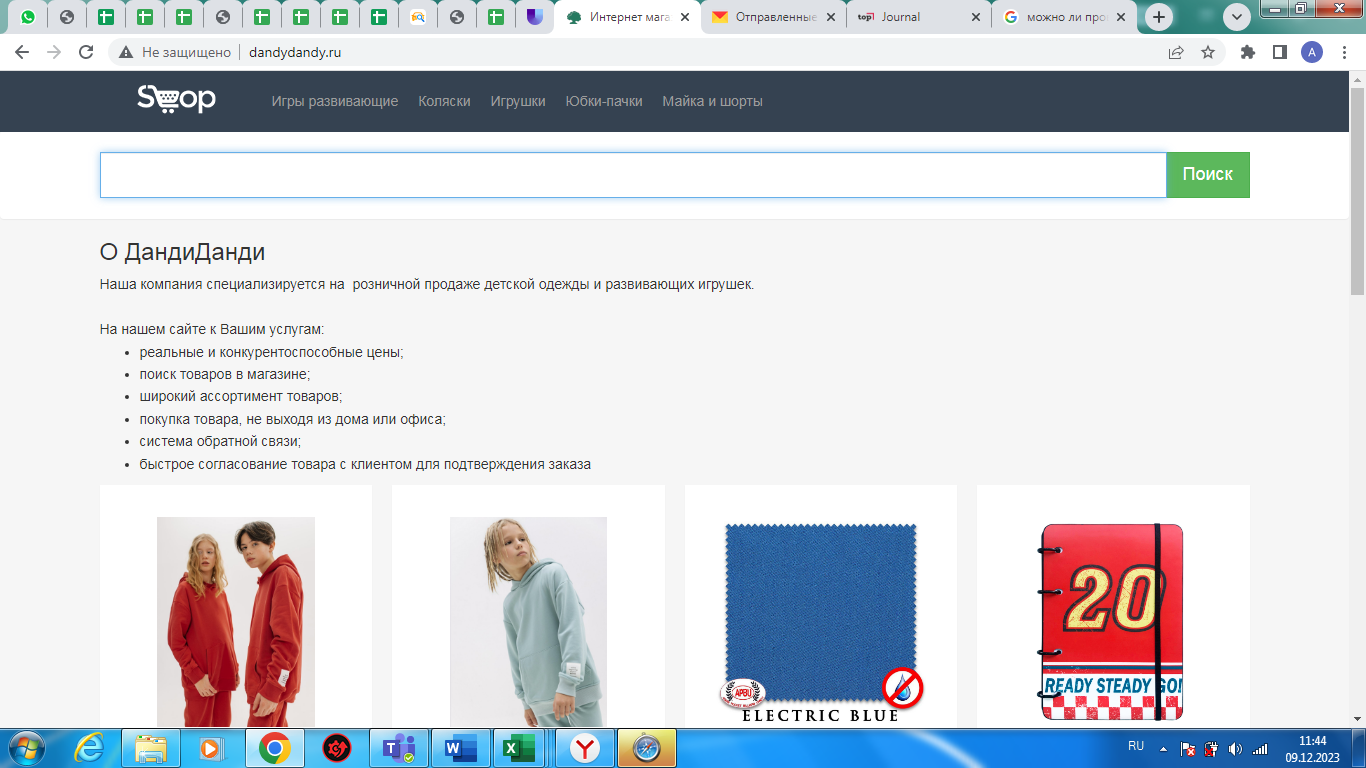 Интернет мага
Отправленные
Journal
можно ли про
Не защищено
dandydandy.ru
A
Shop
Игры развивающие
Коляски
Игрушки
Юбки-пачки
Майка и шорты
Поиск
О ДандиДанди
Наша компания специализируется на розничной продаже детской одежды и развивающих игрушек.
На нашем сайте к Вашим услугам:
реальные и конкурентоспособные цены;
поиск товаров в магазине;
широкий ассортимент товаров;
покупка товара, не выходя из дома или офиса;
система обратной связи;
быстрое согласование товара с клиентом для подтверждения заказа
ELECTRIC BLUE
20
READY STEADY GO!
RU
11:44
09.12.2023